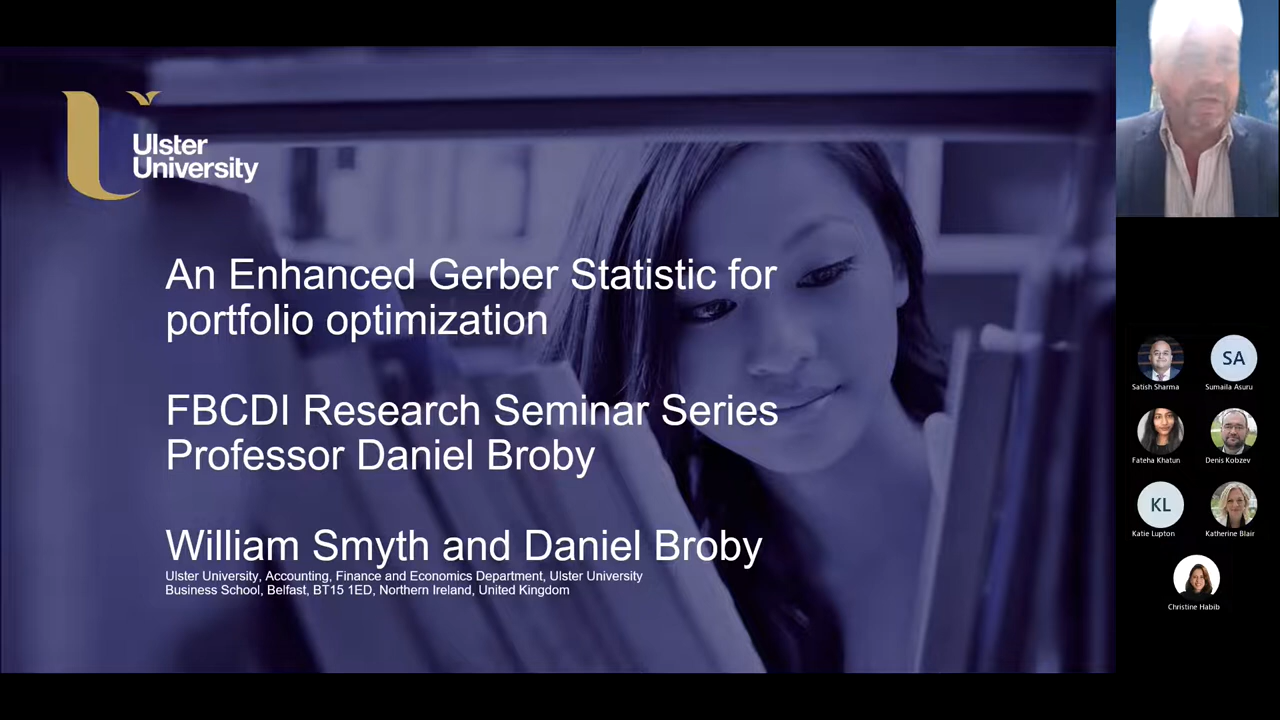 Ulster
University
An Enhanced Gerber Statistic for
portfolio optimization
FBCDI Research Seminar Series
Professor Daniel Broby
William Smyth and Daniel Broby
Ulster University, Accounting, Finance and Economics Department, Ulster University
Business School, Belfast, BT15 1ED, Northern Ireland, United Kingdom
SA
Satish Sharma
Sumaila Asuru
Fateha Khatun
Denis Kobzev
KL
Katie Lupton
Katherine Blair
Christine Habib